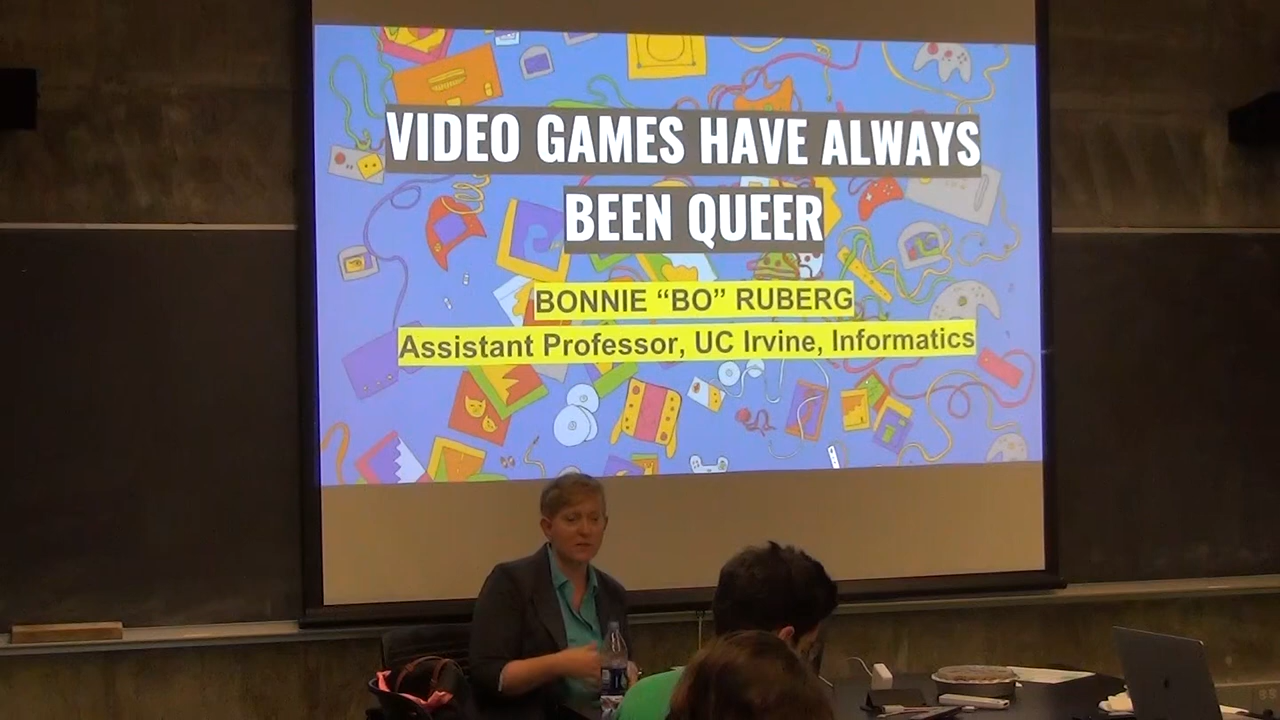 VIDEO GAMES HAVE ALWAYS
BEEN QUEER
BONNIE “BO” RUBERG
Assistant Professor, UC Irvine, Informatics